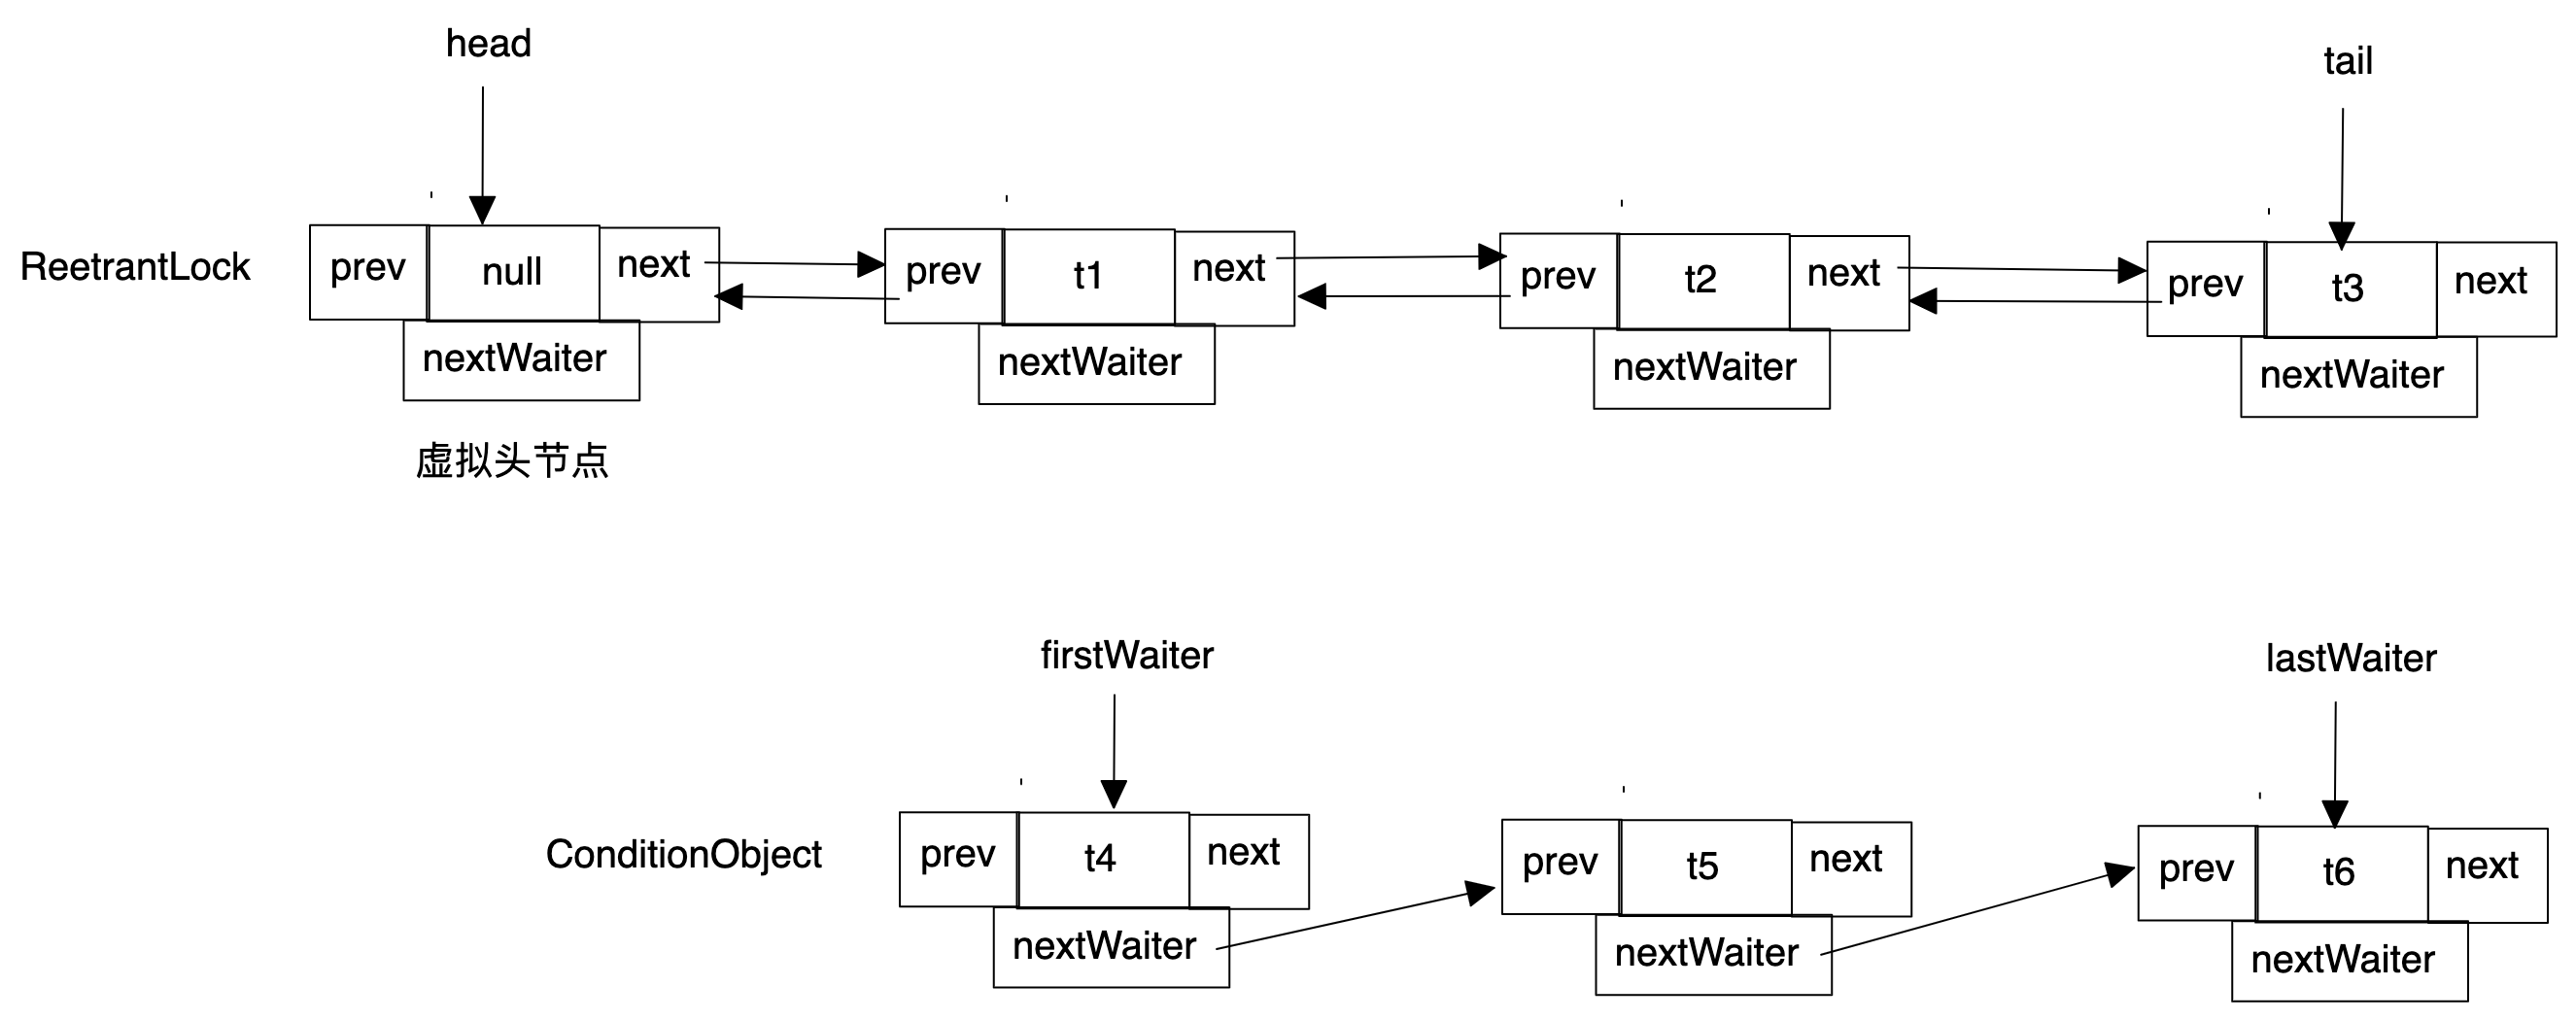 head
tail
ReetrantLock
prev null next
prev t1 next
prev t2 next
prev t3 next
nextWaiter
nextWaiter
nextWaiter
nextWaiter
虚拟头节点
firstWaiter
lastWaiter
ConditionObject
prev t4 next
prev t5 next
prev t6 next
nextWaiter
nextWaiter
nextWaiter